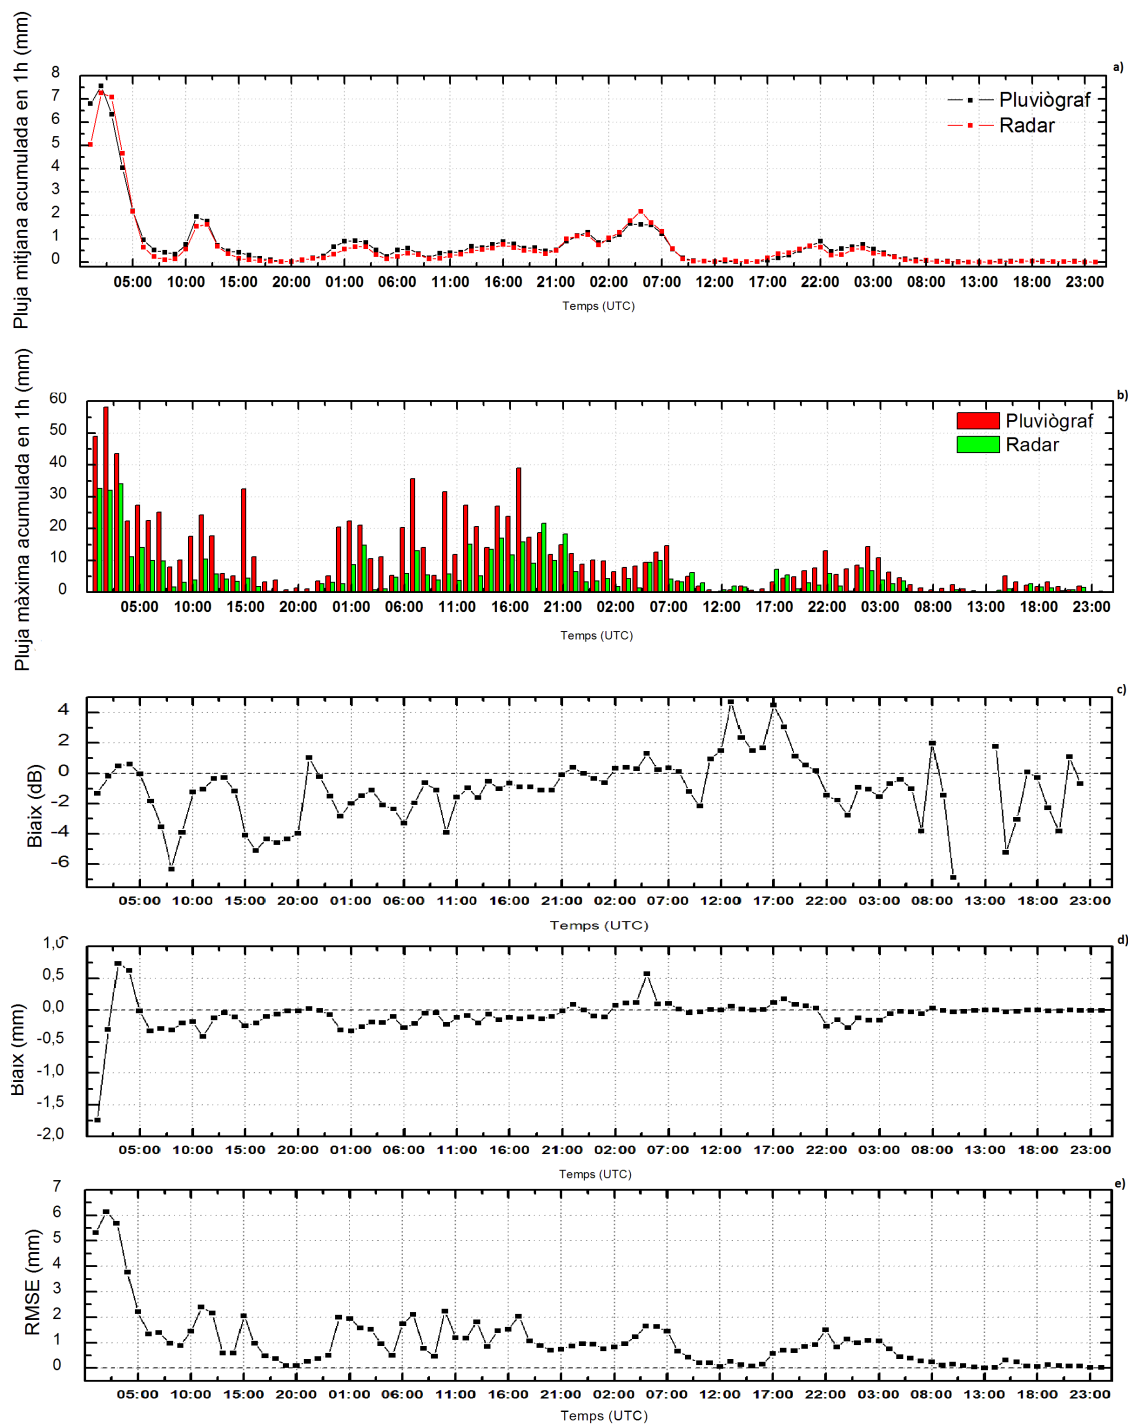 Pluja mitjana acumulada en 1h (mm)
a)
8
7
6
5
4
3
2
1
0
Pluviògraf
Radar
05:00 10:00 15:00 20:00 01:00 06:00 11:00 16:00 21:00 02:00 07:00 12:00 17:00 22:00 03:00 08:00 13:00 18:00 23:00
Temps (UTC)
Pluja màxima acumulada en 1h (mm)
b)
60
50
40
30
20
10
0
Pluviògraf
Radar
05:00 10:00 15:00 20:00 01:00 06:00 11:00 16:00 21:00 02:00 07:00 12:00 17:00 22:00 03:00 08:00 13:00 18:00 23:00
Temps (UTC)
Biaix (dB)
c)
4
2
0
-2
-4
-6
05:00 10:00 15:00 20:00 01:00 06:00 11:00 16:00 21:00 02:00 07:00 12:00 17:00 22:00 03:00 08:00 13:00 18:00 23:00
Temps (UTC)
Biaix (mm)
d)
1,0
0,5
0,0
-0,5
-1,0
-1,5
-2,0
05:00 10:00 15:00 20:00 01:00 06:00 11:00 16:00 21:00 02:00 07:00 12:00 17:00 22:00 03:00 08:00 13:00 18:00 23:00
Temps (UTC)
RMSE (mm)
e)
7
6
5
4
3
2
1
0
05:00 10:00 15:00 20:00 01:00 06:00 11:00 16:00 21:00 02:00 07:00 12:00 17:00 22:00 03:00 08:00 13:00 18:00 23:00
Temps (UTC)